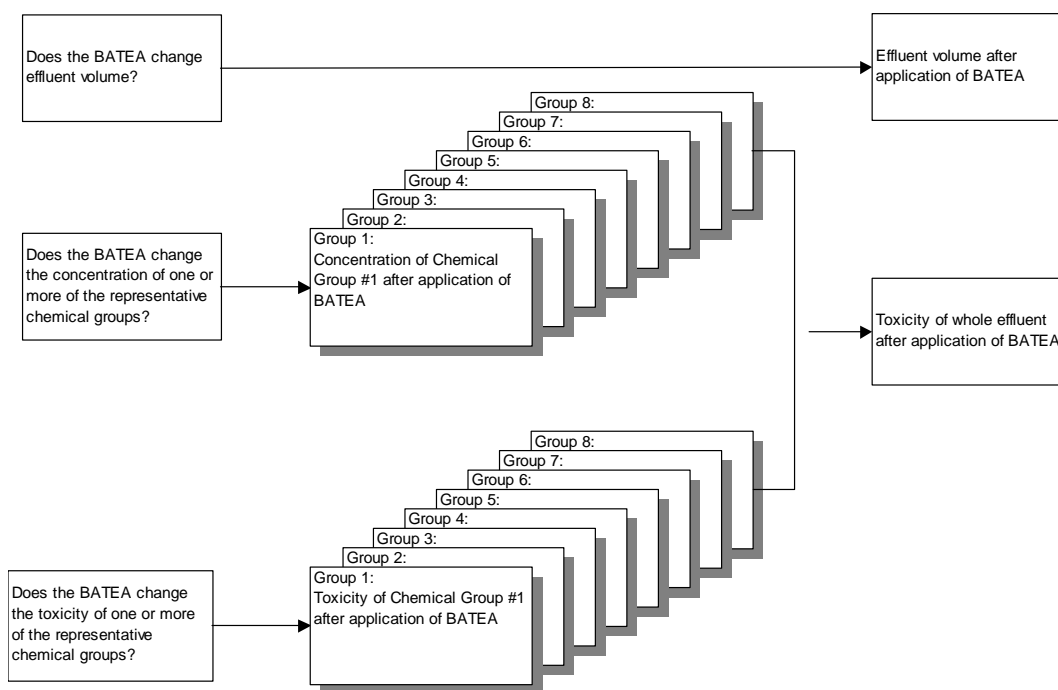 Does the BATEA change
effluent volume?
Effluent volume after
application of BATEA
Group 8:
Group 7:
Group 6:
Group 5:
Group 4:
Group 3:
Group 2:
Group 1:
Concentration of Chemical
Group #1 after application of
BATEA
Does the BATEA change
the concentration of one or
more of the representative
chemical groups?
Toxicity of whole effluent
after application of BATEA
Group 8:
Group 7:
Group 6:
Group 5:
Group 4:
Group 3:
Group 2:
Group 1:
Toxicity of Chemical Group #1
after application of BATEA
Does the BATEA change
the toxicity of one or more
of the representative
chemical groups?